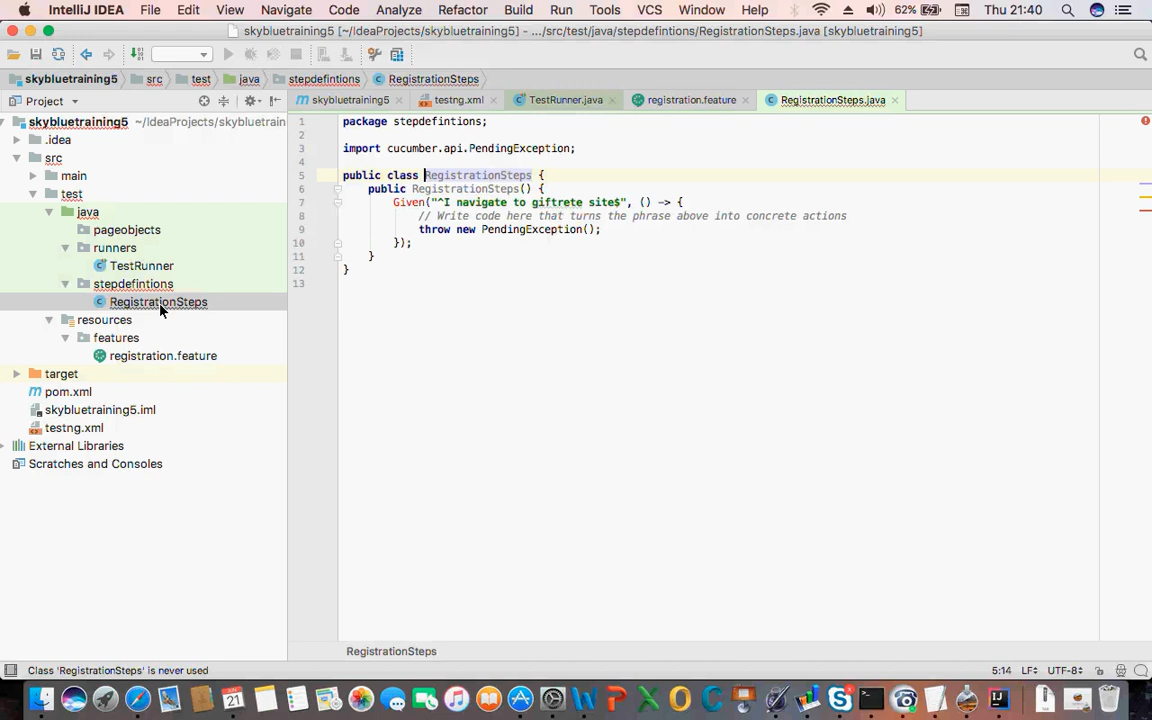 IntelliJ IDEA File Edit View Navigate Code Analyze Refactor Build Run Tools VCS Window Help 62% Thu 21:40
skybluetraining5 [~/IdeaProjects/skybluetraining5] - .../src/test/java/stepdefintions/RegistrationSteps.java [skybluetraining5]
skybluetraining5 src test java stepdefintions RegistrationSteps
Project
skybluetraining5 testng.xml TestRunner.java registration.feature RegistrationSteps.java
skybluetraining5 ~/IdeaProjects/skybluetrain
.idea
src
main
test
java
pageobjects
runners
TestRunner
stepdefintions
RegistrationSteps
resources
features
registration.feature
target
pom.xml
skybluetraining5.iml
testng.xml
External Libraries
Scratches and Consoles
1 package stepdefintions;
2
3 import cucumber.api.PendingException;
4
5 public class RegistrationSteps {
6 public RegistrationSteps() {
7 Given("^I navigate to giftrete site$", () -> {
8 // Write code here that turns the phrase above into concrete actions
9 throw new PendingException();
10 });
11 }
12 }
13
RegistrationSteps
Class 'RegistrationSteps' is never used 5:14 LF UTF-8